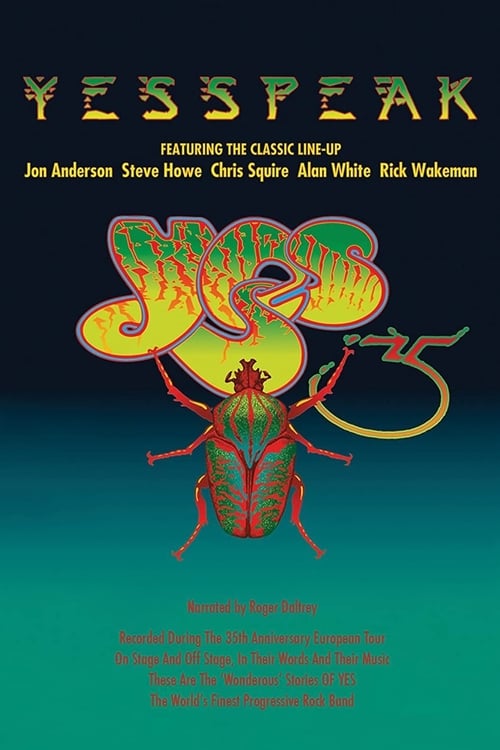 YESSPEAK
FEATURING THE CLASSIC LINE-UP
Jon Anderson Steve Howe Chris Squire Alan White Rick Wakeman
yes
35
Narrated by Roger Daltrey
Recorded During The 35th Anniversary European Tour
On Stage And Off Stage, In Their Words And Their Music
These Are The 'Wonderous' Stories OF YES
The World's Finest Progressive Rock Band